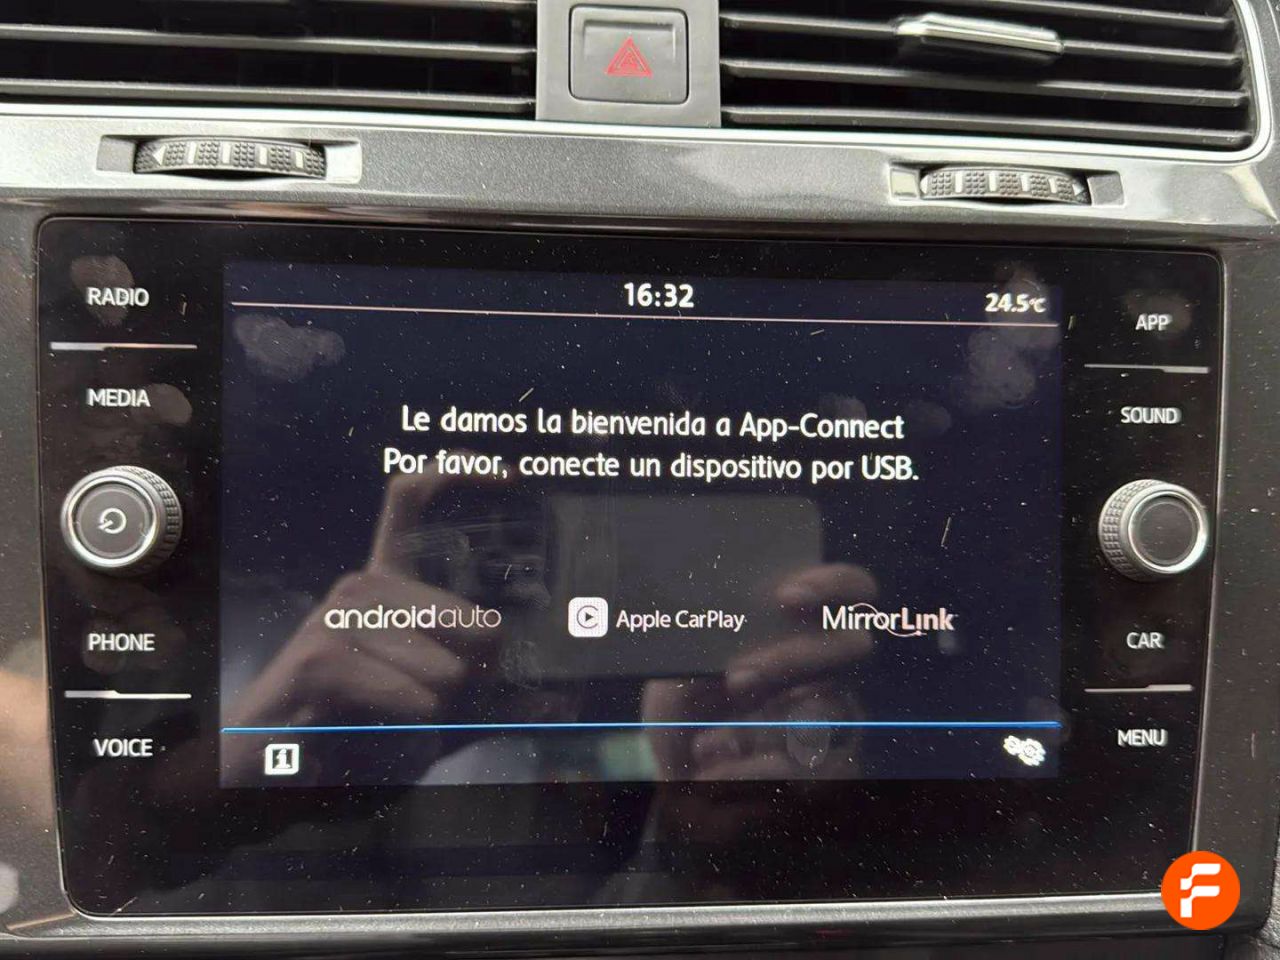 16:32
24.5°C
RADIO
APP
MEDIA
SOUND
Le damos la bienvenida a App-Connect
Por favor, conecte un dispositivo por USB.
androidauto
Apple CarPlay
MirrorLink
PHONE
CAR
VOICE
MENU
i
F